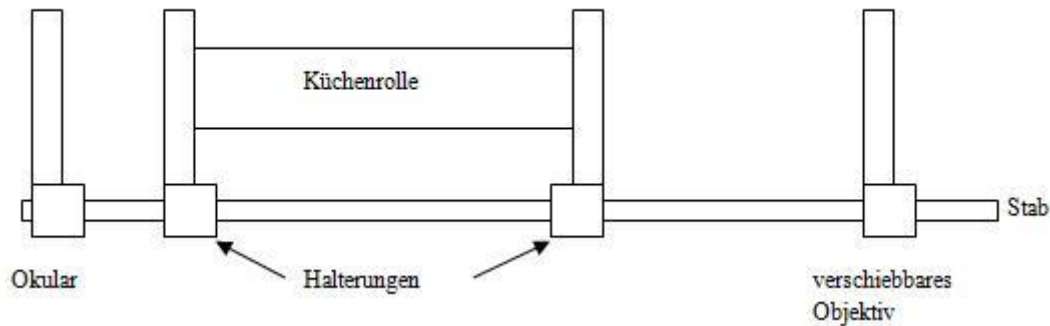 Küchenrolle
Stab
Okular
Halterungen
verschiebbares
Objektiv